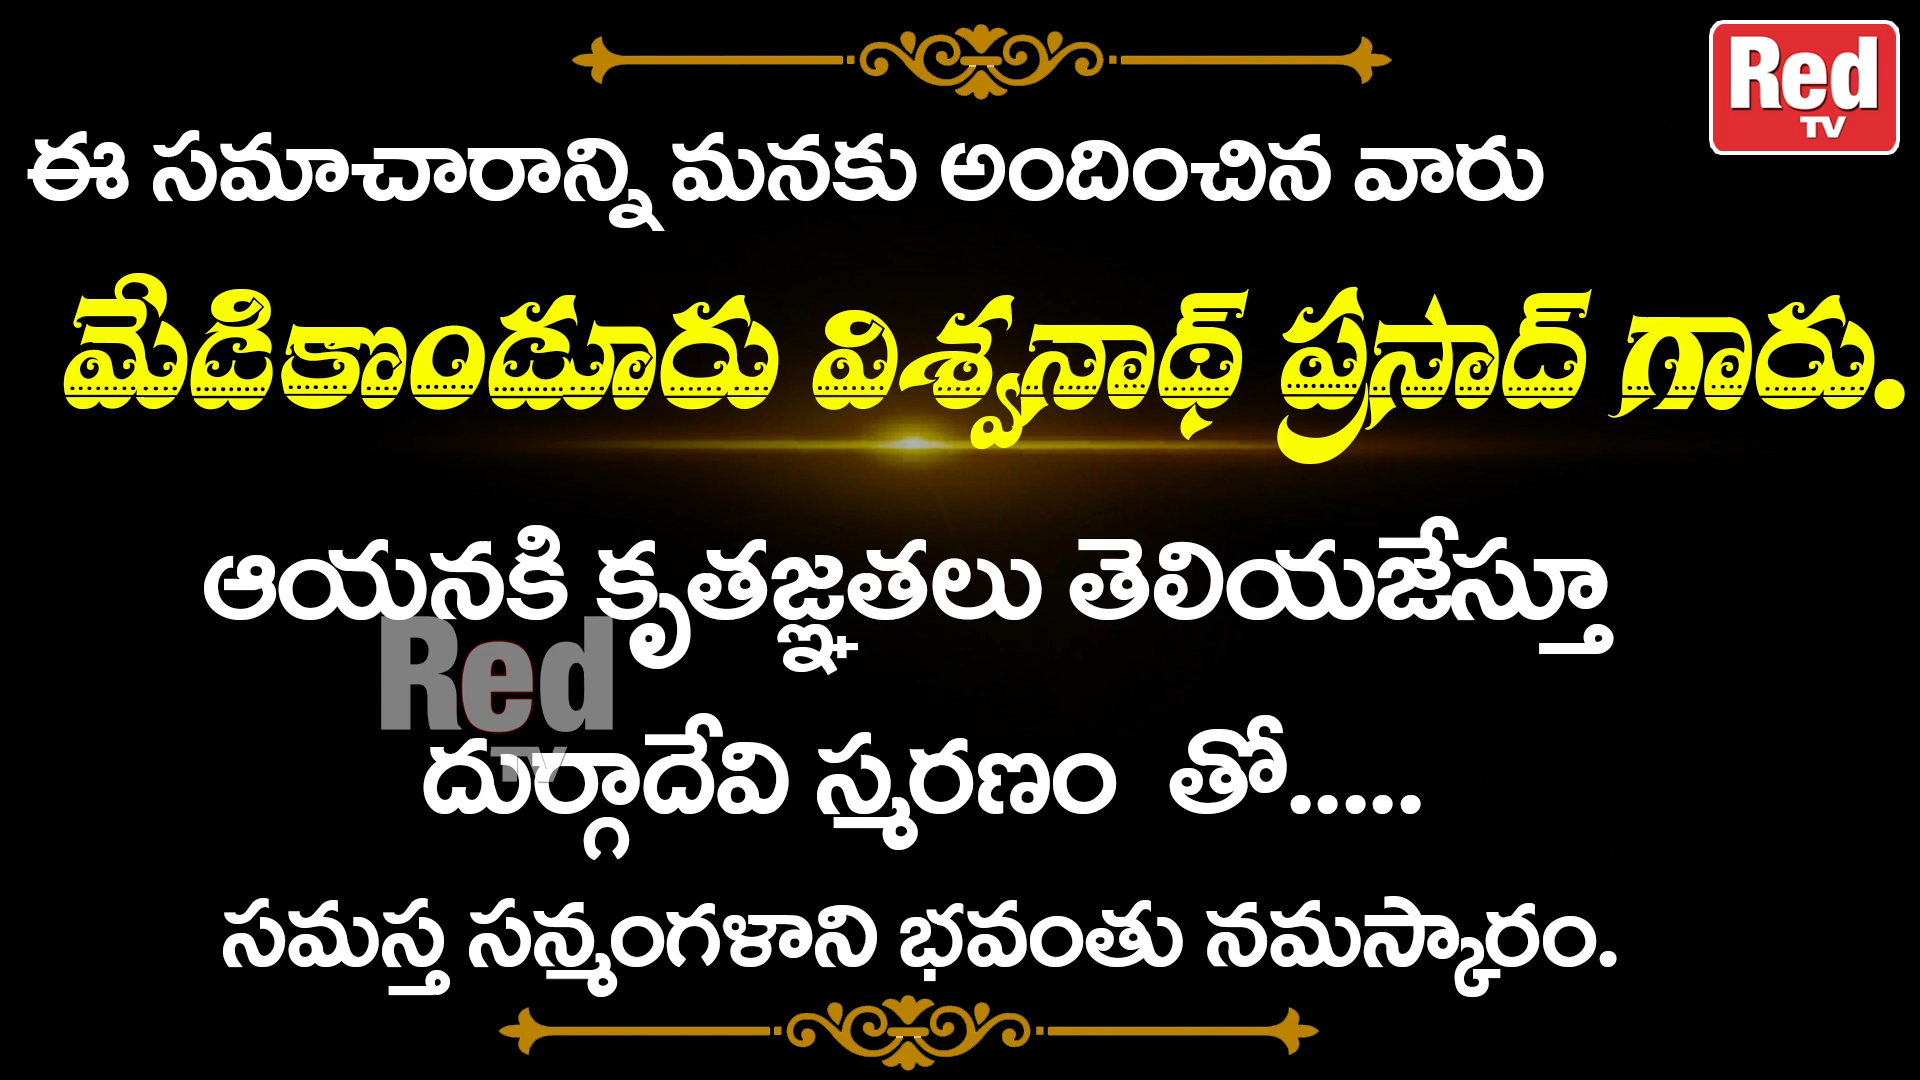 Red
TV
ఈ సమాచారాన్ని మనకు అందించిన వారు
మేడికొండూరు విశ్వనాథ్ ప్రసాద్ గారు.
ఆయనకి కృతజ్ఞతలు తెలియజేస్తూ
Red
TV
దుర్గాదేవి స్మరణం తో.....
సమస్త సన్మంగళాని భవంతు నమస్కారం.